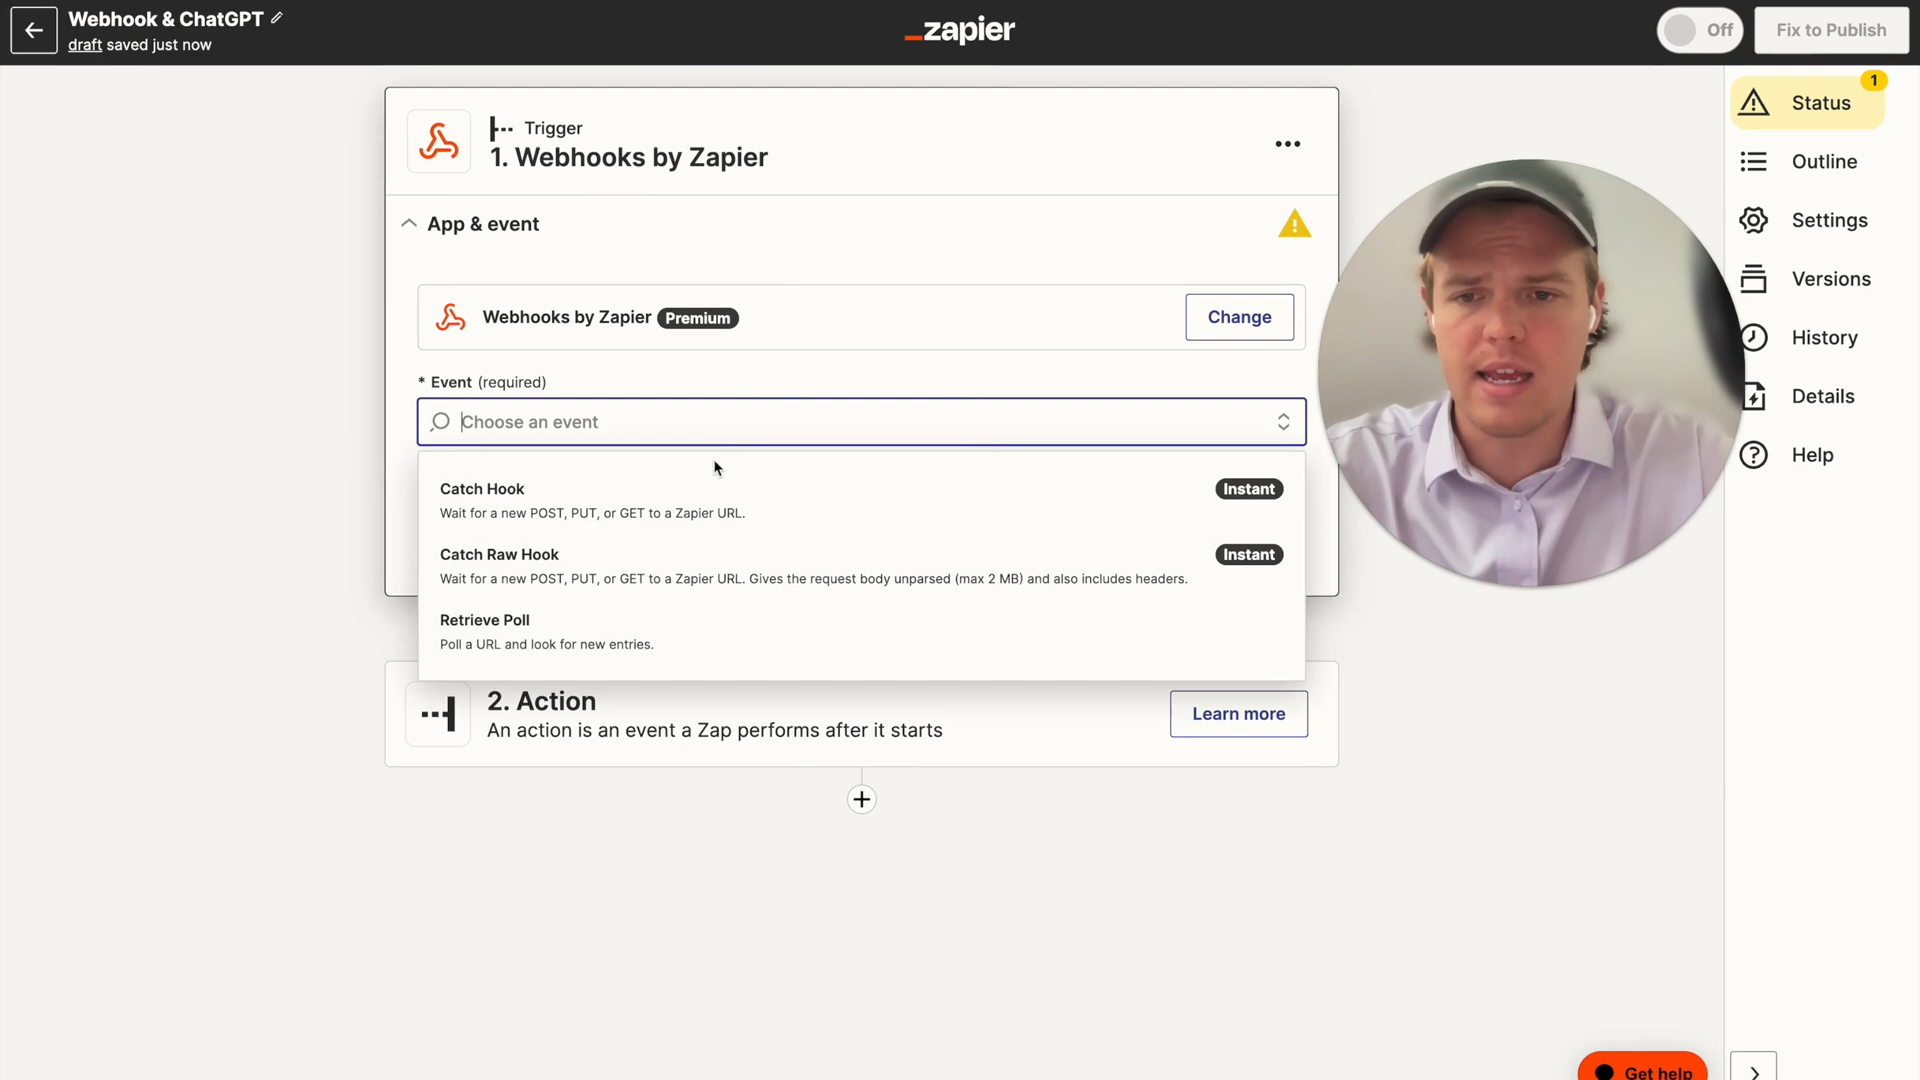 Webhook & ChatGPT
draft saved just now
zapier
Off
Fix to Publish
Trigger
1. Webhooks by Zapier
App & event
Webhooks by Zapier Premium
Change
* Event (required)
Choose an event
Catch Hook
Instant
Wait for a new POST, PUT, or GET to a Zapier URL.
Catch Raw Hook
Instant
Wait for a new POST, PUT, or GET to a Zapier URL. Gives the request body unparsed (max 2 MB) and also includes headers.
Retrieve Poll
Poll a URL and look for new entries.
2. Action
An action is an event a Zap performs after it starts
Learn more
1
Status
Outline
Settings
Versions
History
Details
Help
Get help